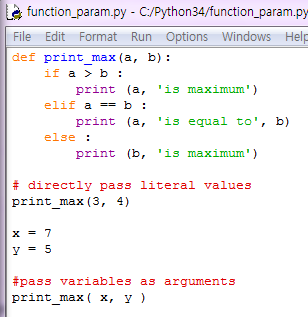 function_param.py - C:/Python34/function_param.py
File Edit Format Run Options Windows Help
def print_max(a, b):
    if a > b :
        print (a, 'is maximum')
    elif a == b :
        print (a, 'is equal to', b)
    else :
        print (b, 'is maximum')
# directly pass literal values
print_max(3, 4)
x = 7
y = 5
#pass variables as arguments
print_max( x, y )